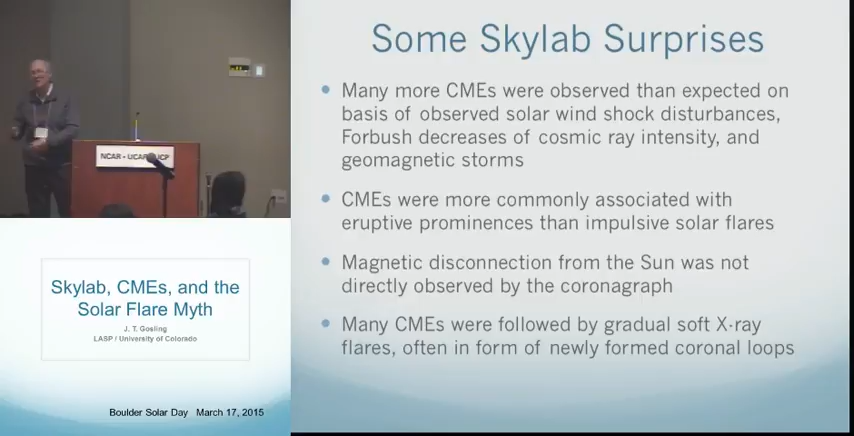 Some Skylab Surprises
Many more CMEs were observed than expected on
basis of observed solar wind shock disturbances,
Forbush decreases of cosmic ray intensity, and
geomagnetic storms
CMEs were more commonly associated with
eruptive prominences than impulsive solar flares
Magnetic disconnection from the Sun was not
directly observed by the coronagraph
Many CMEs were followed by gradual soft X-ray
flares, often in form of newly formed coronal loops
Skylab, CMEs, and the
Solar Flare Myth
J. T. Gosling
LASP / University of Colorado
Boulder Solar Day March 17, 2015